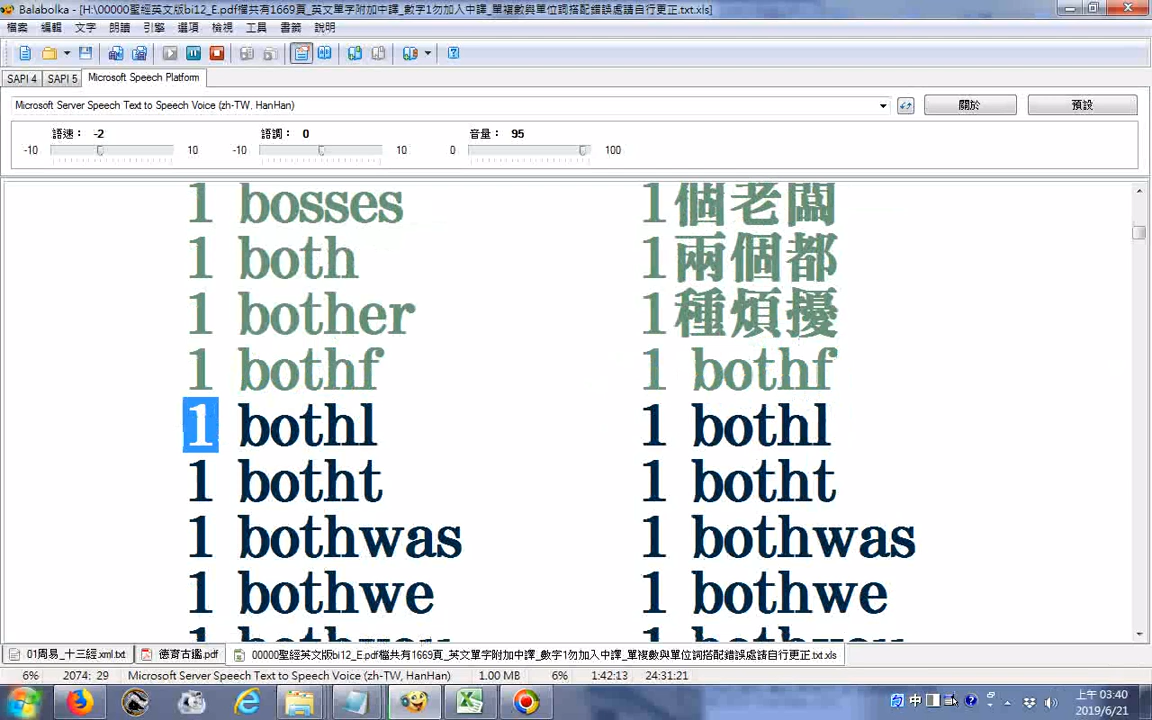 Balabolka - [H:\00000聖經英文版bi12_E.pdf檔共有1669頁_英文單字附加中譯_數字1勿加入中譯_單複數與單位詞搭配錯誤處請自行更正.txt.xls]
檔案 編輯 文字 朗讀 引擎 選項 檢視 工具 書籤 說明
SAPI 4 SAPI 5 Microsoft Speech Platform
Microsoft Server Speech Text to Speech Voice (zh-TW, HanHan) 關於 預設
語速： -2 語調： 0 音量： 95
-10 10 -10 10 0 100
1 bosses 1個老闆
1 both 1兩個都
1 bother 1種煩擾
1 bothf 1 bothf
1 bothl 1 bothl
1 botht 1 botht
1 bothwas 1 bothwas
1 bothwe 1 bothwe
1 bothyou 1 bothyou
01周易_十三經.xml.txt 德育古鑑.pdf 00000聖經英文版bi12_E.pdf檔共有1669頁_英文單字附加中譯_數字1勿加入中譯_單複數與單位詞搭配錯誤處請自行更正.txt.xls
6% 2074; 29 Microsoft Server Speech Text to Speech Voice (zh-TW, HanHan) 1.00 MB 6% 1:42:13 24:31:21
中 上午 03:40
2019/6/21